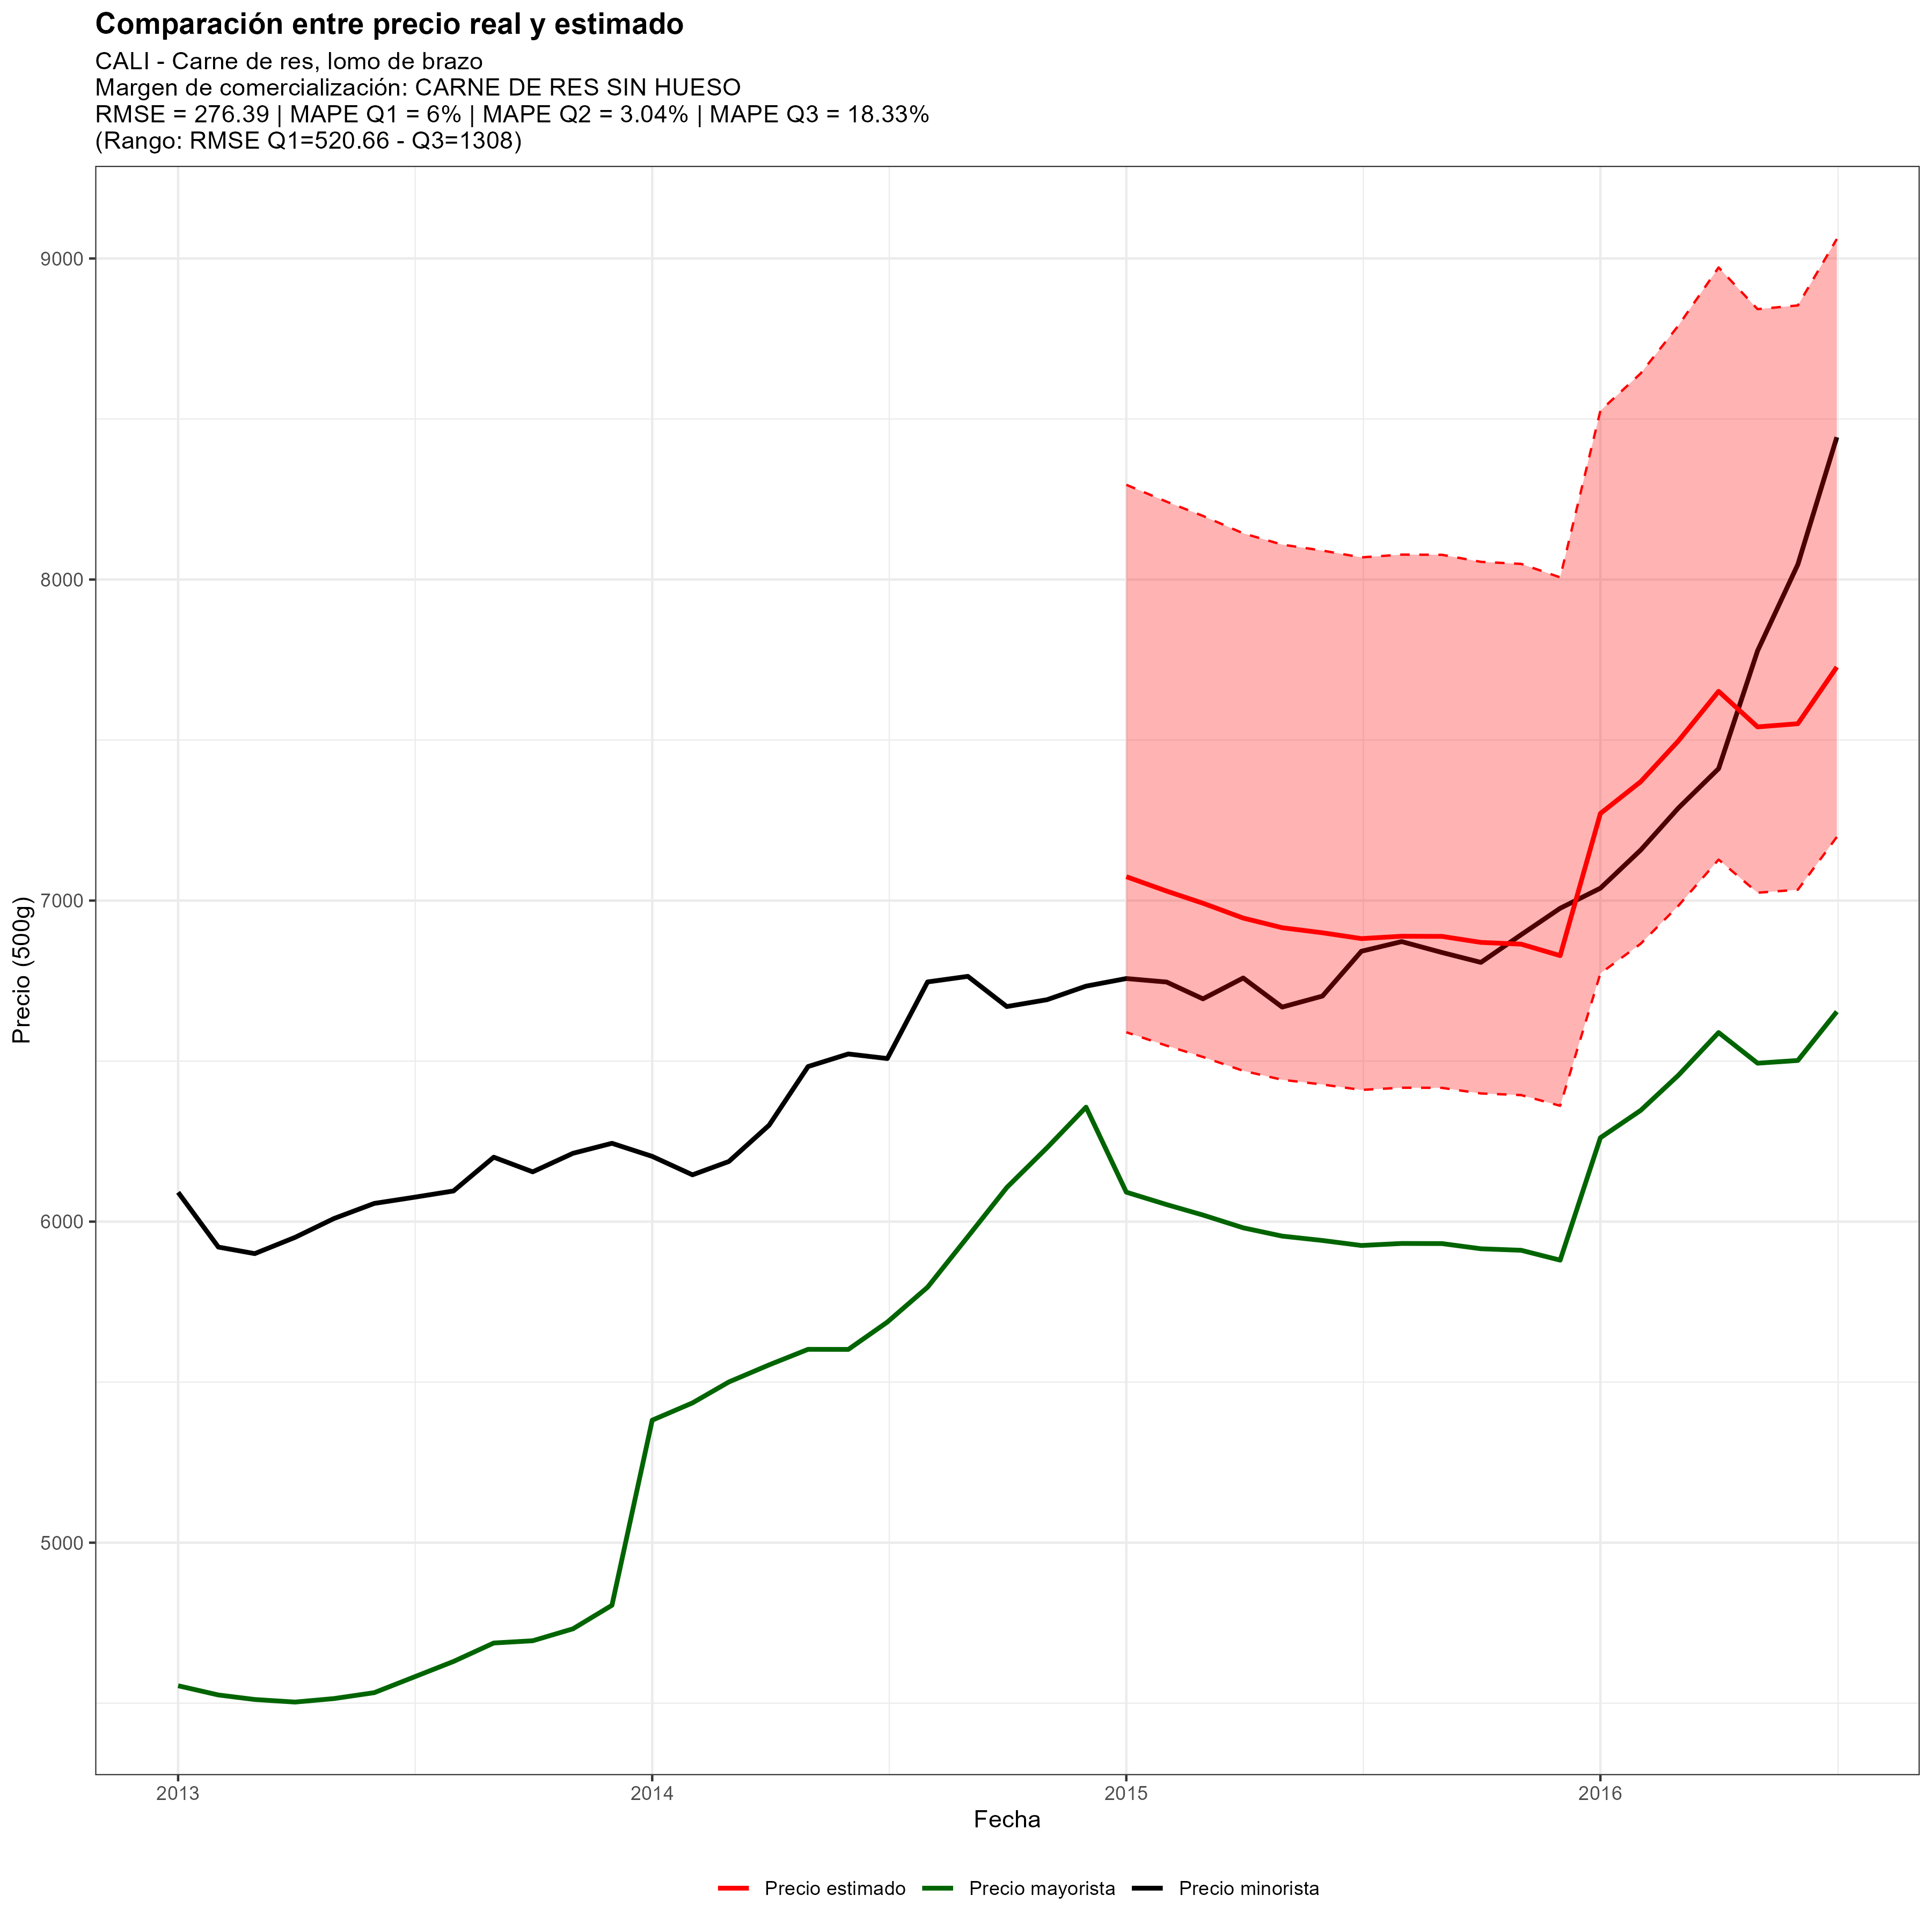 Comparación entre precio real y estimado
CALI - Carne de res, lomo de brazo
Margen de comercialización: CARNE DE RES SIN HUESO
RMSE = 276.39 | MAPE Q1 = 6% | MAPE Q2 = 3.04% | MAPE Q3 = 18.33%
(Rango: RMSE Q1=520.66 - Q3=1308)
Precio (500g)
9000
8000
7000
6000
5000
2013
2014
2015
2016
Fecha
Precio estimado
Precio mayorista
Precio minorista